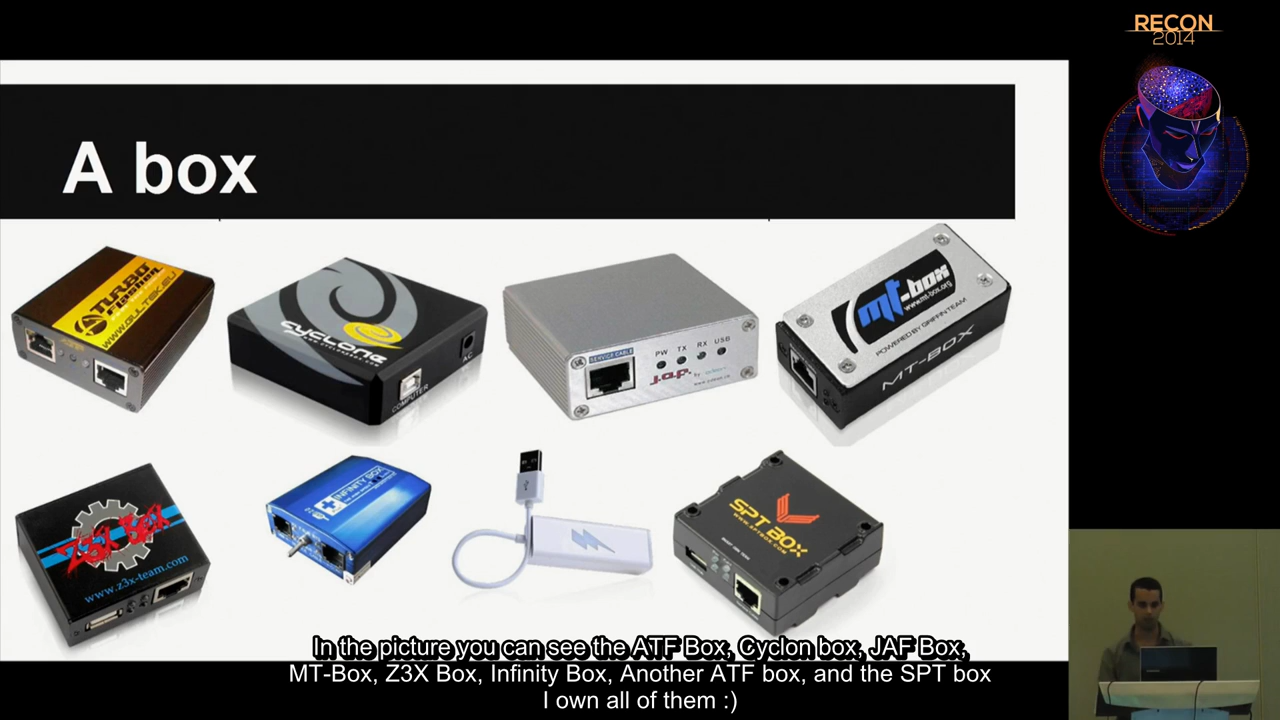 RECON
2014
A box
TURBO
Flasher
CYCLONE
COMPUTER
AC
SERVICE CABLE
PW TX RX USB
j.a.f.
mt-box
www.mt-box.org
POWERED BY GRIFFIN TEAM
MT-BOX
Z3X BOX
www.z3x-team.com
INFINITY BOX
SPT BOX
WWW.SPTBOX.COM
In the picture you can see the ATF Box, Cyclon box, JAF Box,
MT-Box, Z3X Box, Infinity Box, Another ATF box, and the SPT box
I own all of them :)